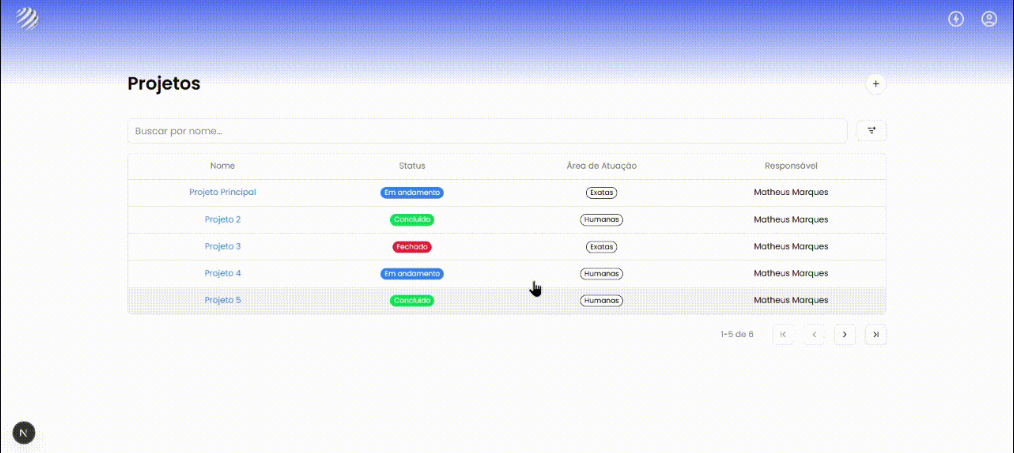 Projetos
+
Buscar por nome...
Nome Status Área de Atuação Responsável
Projeto Principal Em andamento Exatas Matheus Marques
Projeto 2 Concluído Humanas Matheus Marques
Projeto 3 Fechado Exatas Matheus Marques
Projeto 4 Em andamento Humanas Matheus Marques
Projeto 5 Concluído Humanas Matheus Marques
1-5 de 6
N